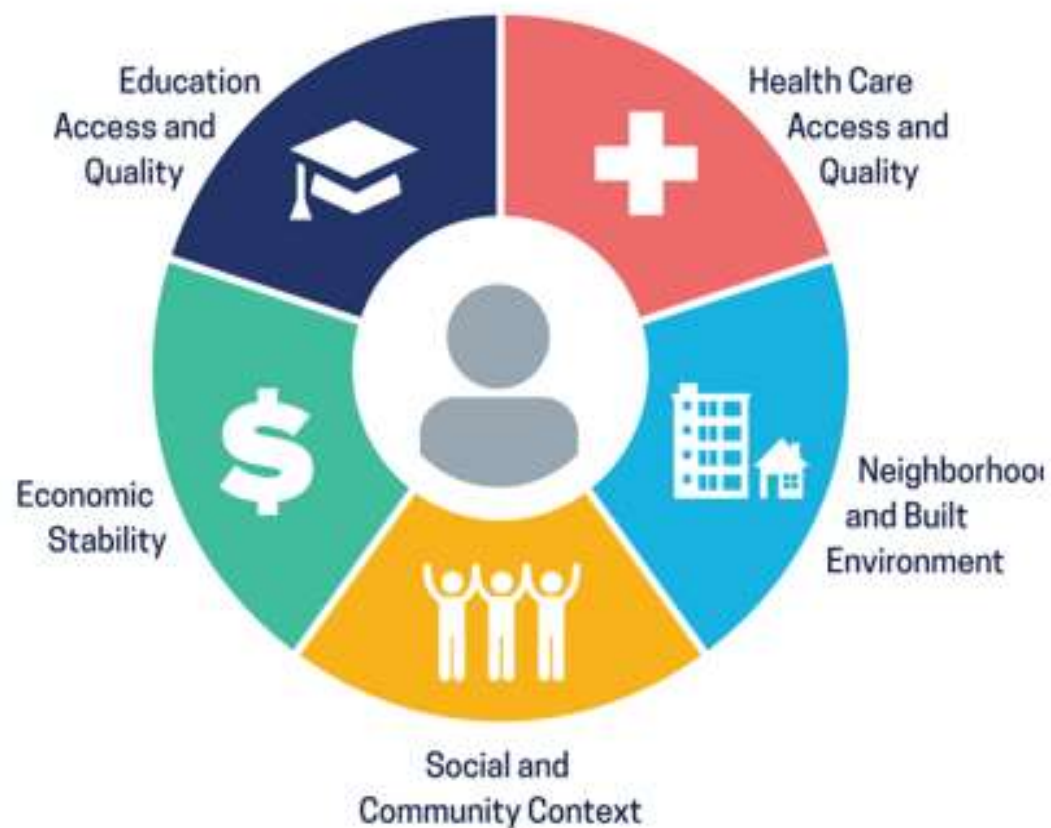 Education
Access and
Quality
Health Care
Access and
Quality
Economic
Stability
$
Neighborhoo
and Built
Environment
Social and
Community Context